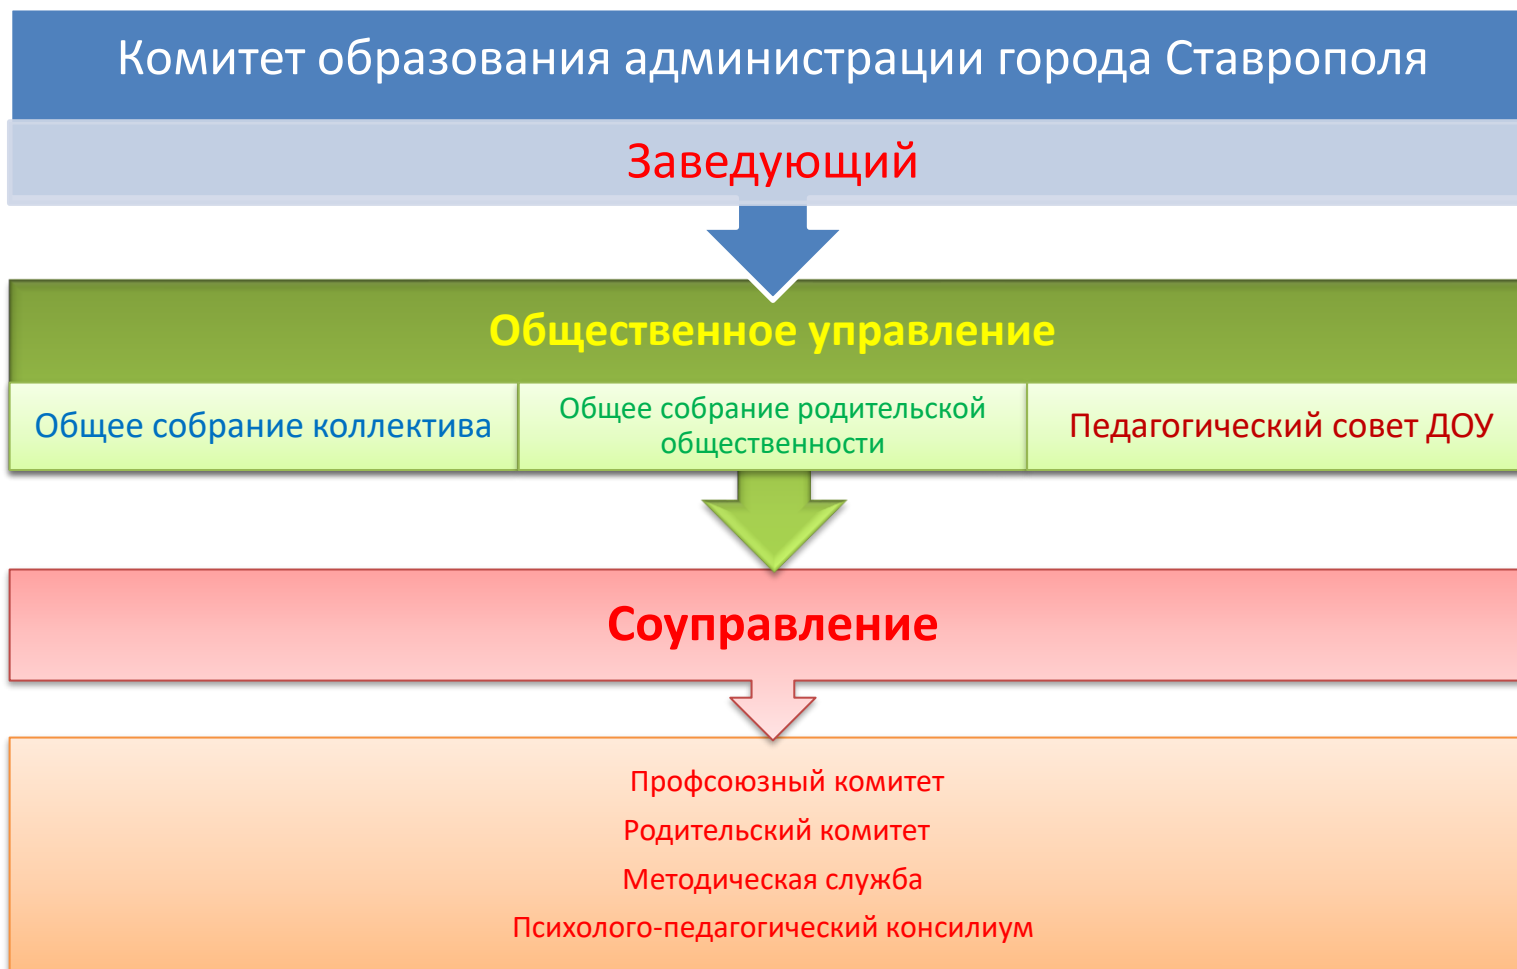 Комитет образования администрации города Ставрополя
Заведующий
Общественное управление
Общее собрание коллектива
Общее собрание родительской
общественности
Педагогический совет ДОУ
Соуправление
Профсоюзный комитет
Родительский комитет
Методическая служба
Психолого-педагогический консилиум